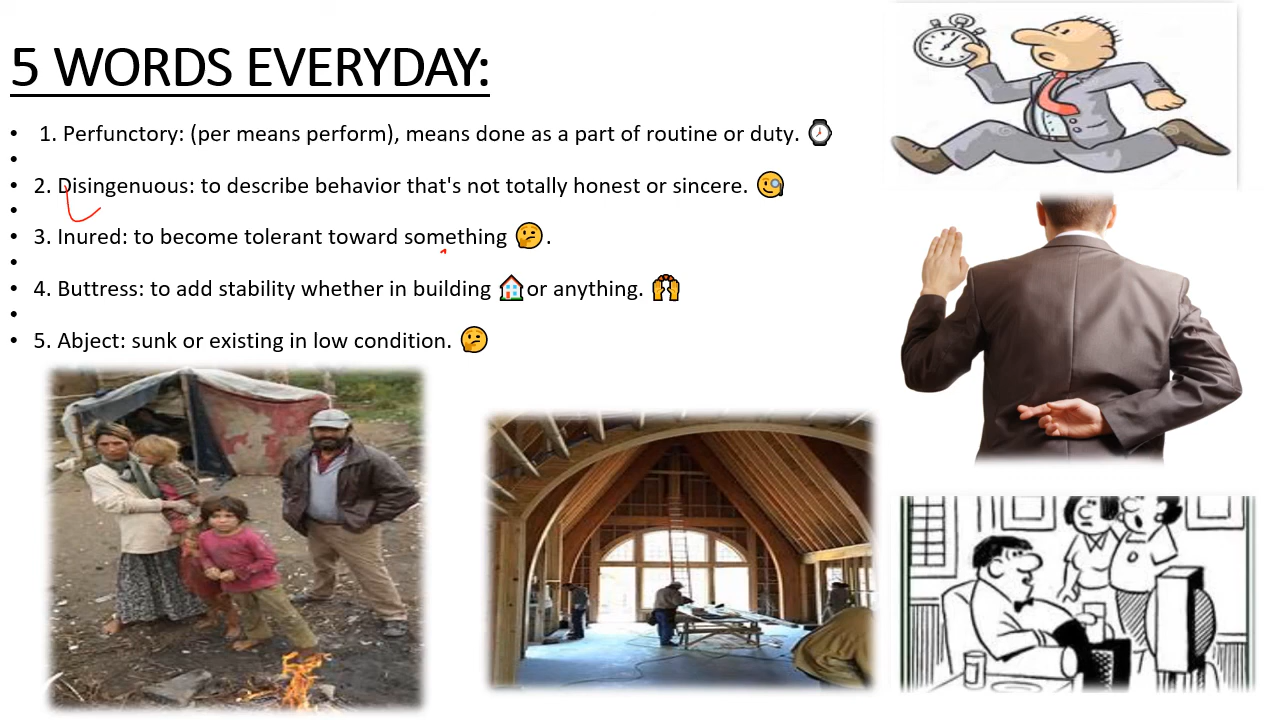 5 WORDS EVERYDAY:
• 1. Perfunctory: (per means perform), means done as a part of routine or duty. ⌚
•
• 2. Disingenuous: to describe behavior that's not totally honest or sincere. 🧐
•
• 3. Inured: to become tolerant toward something 🤔.
•
• 4. Buttress: to add stability whether in building 🏠or anything. 🙌
•
• 5. Abject: sunk or existing in low condition. 🤔